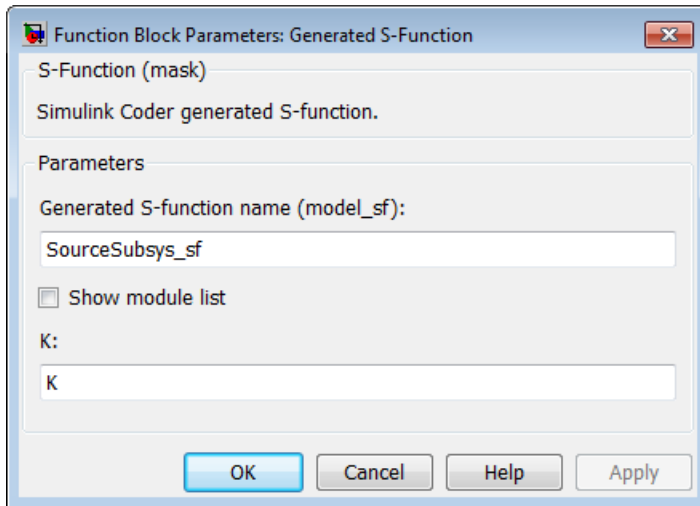 Function Block Parameters: Generated S-Function
S-Function (mask)
Simulink Coder generated S-function.
Parameters
Generated S-function name (model_sf):
SourceSubsys_sf
Show module list
K:
K
OK Cancel Help Apply